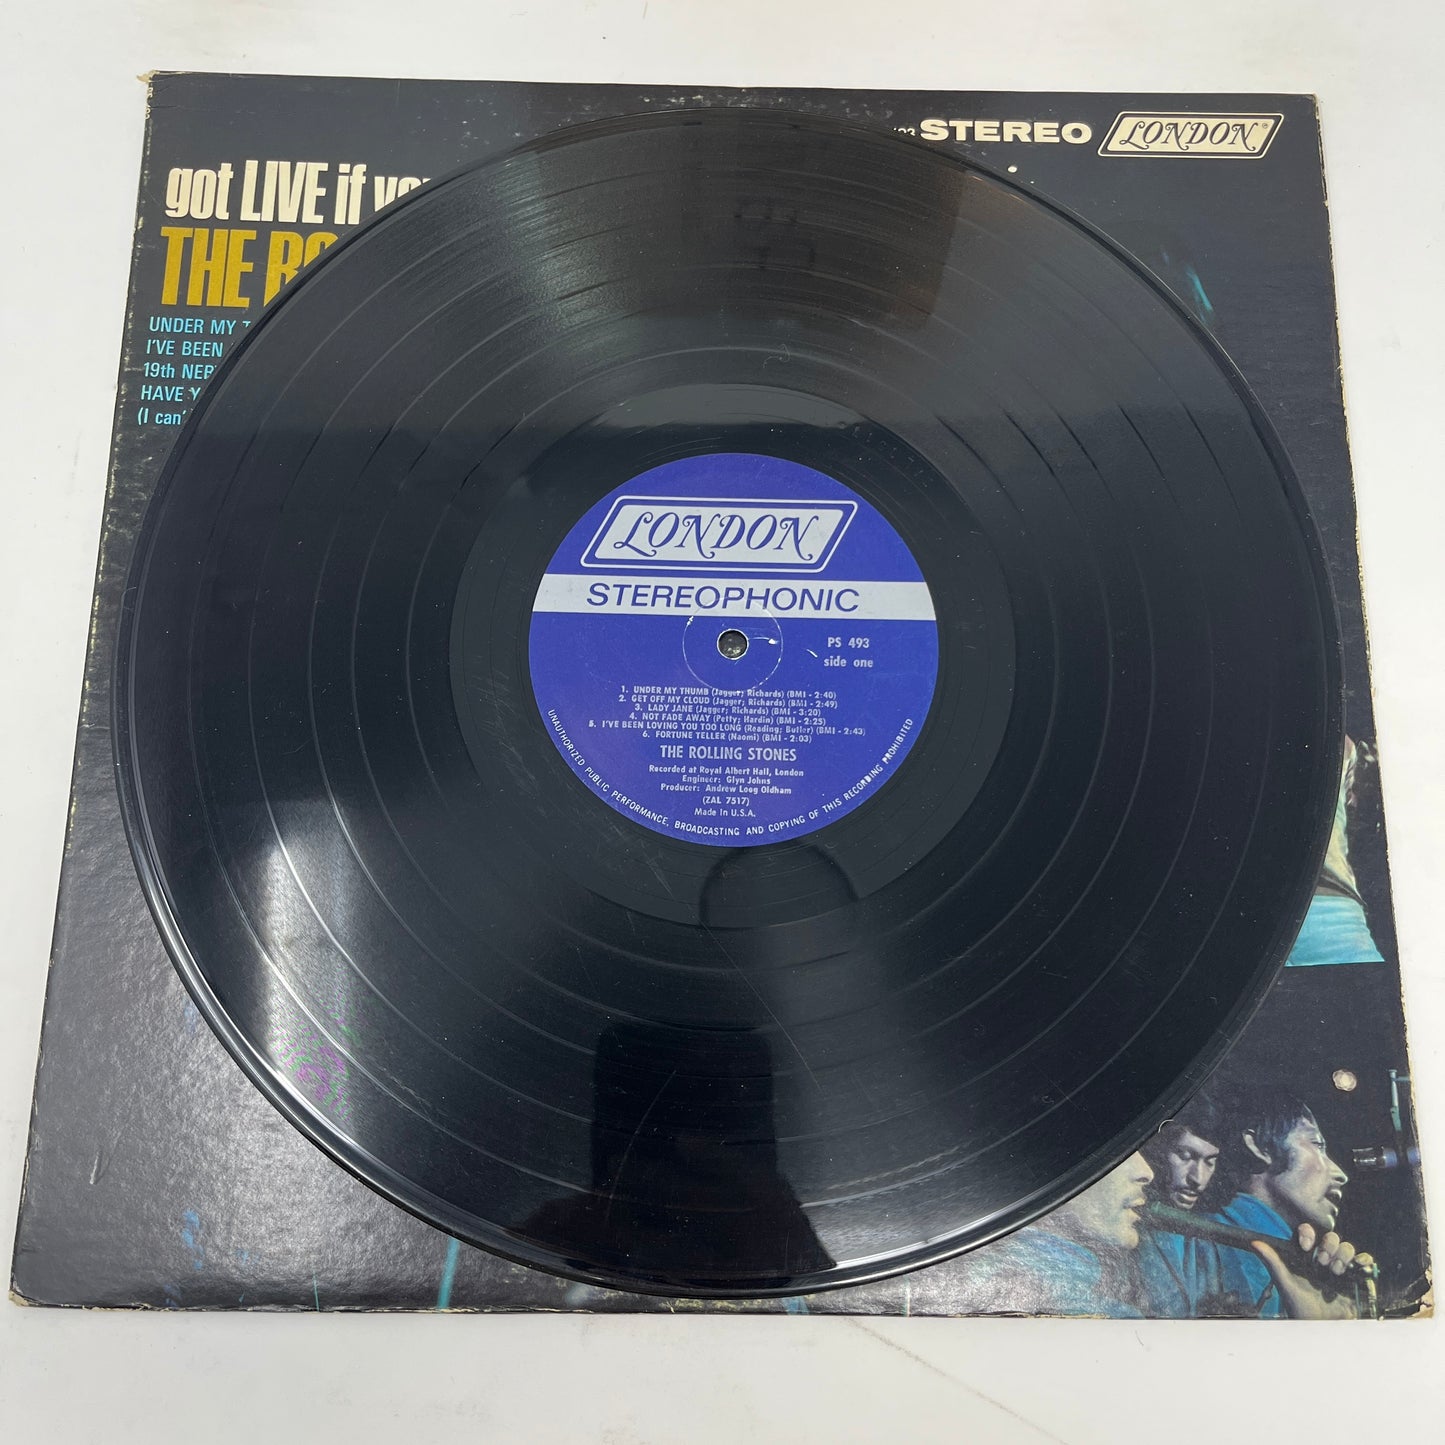 STEREO LONDON®
got LIVE if
THE
UNDER MY
I'VE BEEN
19th
HAVE
(I can't
LONDON
STEREOPHONIC
PS 493
side one
1. UNDER MY THUMB (Jagger; Richards) (BMI - 2:40)
2. GET OFF MY CLOUD (Jagger; Richards) (BMI - 2:49)
3. LADY JANE (Jagger; Richards) (BMI - 3:20)
4. NOT FADE AWAY (Petty; Hardin) (BMI - 2:25)
5. I'VE BEEN LOVING YOU TOO LONG (Reading; Butler) (BMI - 2:43)
6. FORTUNE TELLER (Naomi) (BMI - 2:03)
THE ROLLING STONES
Recorded at Royal Albert Hall, London
Engineer: Glyn Johns
Producer: Andrew Loog Oldham
(ZAL 7517)
Made in U.S.A.
UNAUTHORIZED PUBLIC PERFORMANCE, BROADCASTING AND COPYING OF THIS RECORDING PROHIBITED